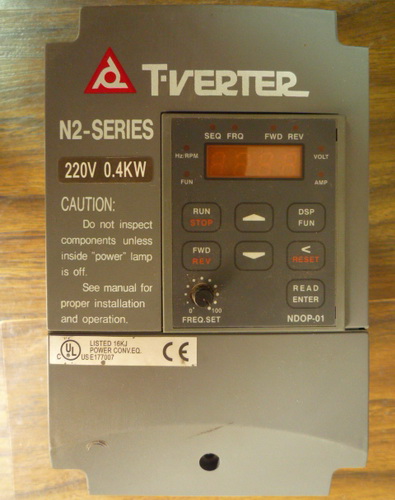 T-VERTER
N2-SERIES
220V 0.4KW
CAUTION:
Do not inspect
components unless
inside "power" lamp
is off.
See manual for
proper installation
and operation.
SEQ FRQ FWD REV
Hz/RPM VOLT
FUN AMP
RUN
STOP
DSP
FUN
FWD
REV
<
RESET
READ
ENTER
0 100
FREQ.SET NDOP-01
C UL US LISTED 16KJ
POWER CONV.EQ.
E177007
CE